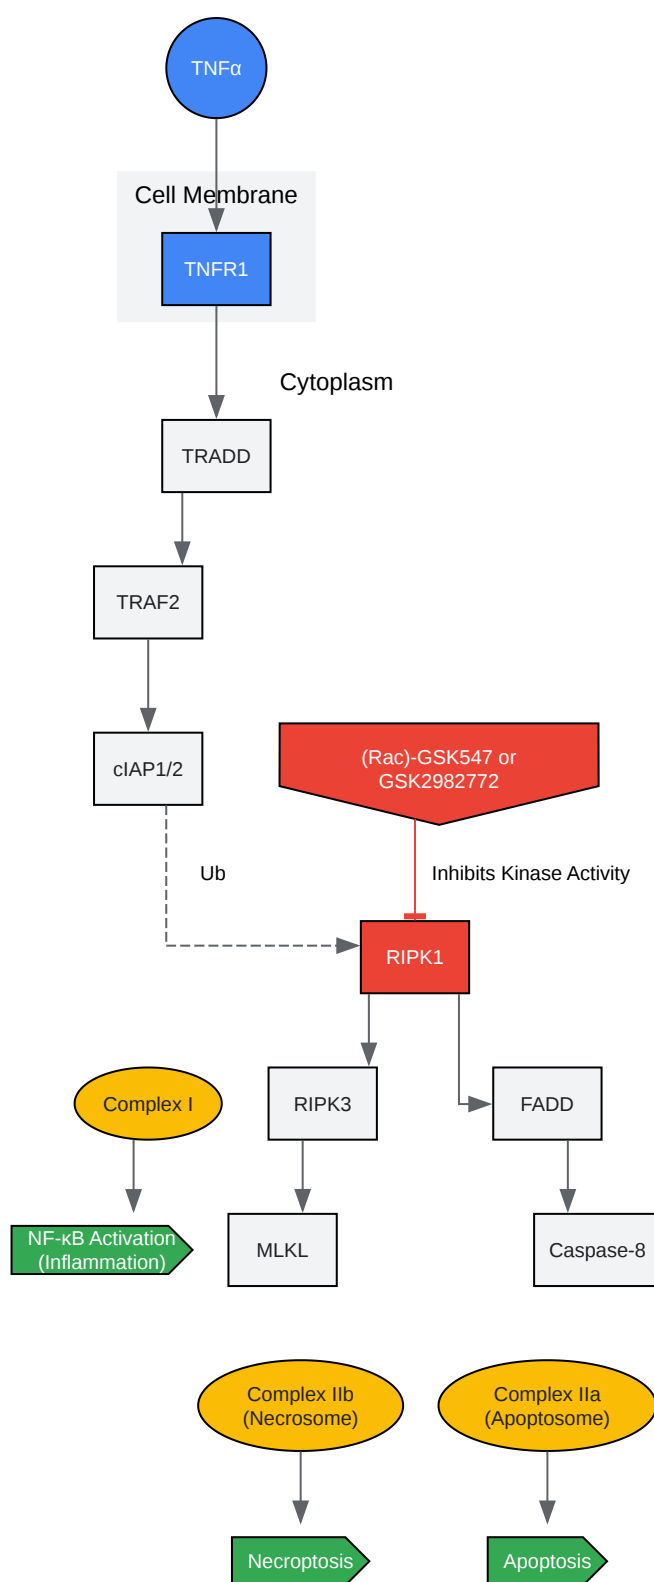 TNFα
Cell Membrane
TNFR1
Cytoplasm
TRADD
TRAF2
cIAP1/2
(Rac)-GSK547 or
GSK2982772
Ub
Inhibits Kinase Activity
RIPK1
Complex I
RIPK3
FADD
NF-κB Activation
(Inflammation)
MLKL
Caspase-8
Complex IIb
(Necrosome)
Complex IIa
(Apoptosome)
Necroptosis
Apoptosis